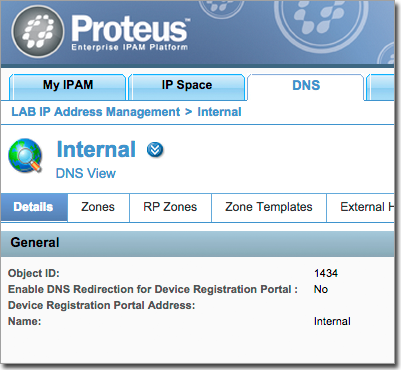 Proteus™
Enterprise IPAM Platform
My IPAM IP Space DNS
LAB IP Address Management > Internal
Internal
DNS View
Details Zones RP Zones Zone Templates External H
General
Object ID: 1434
Enable DNS Redirection for Device Registration Portal : No
Device Registration Portal Address:
Name: Internal